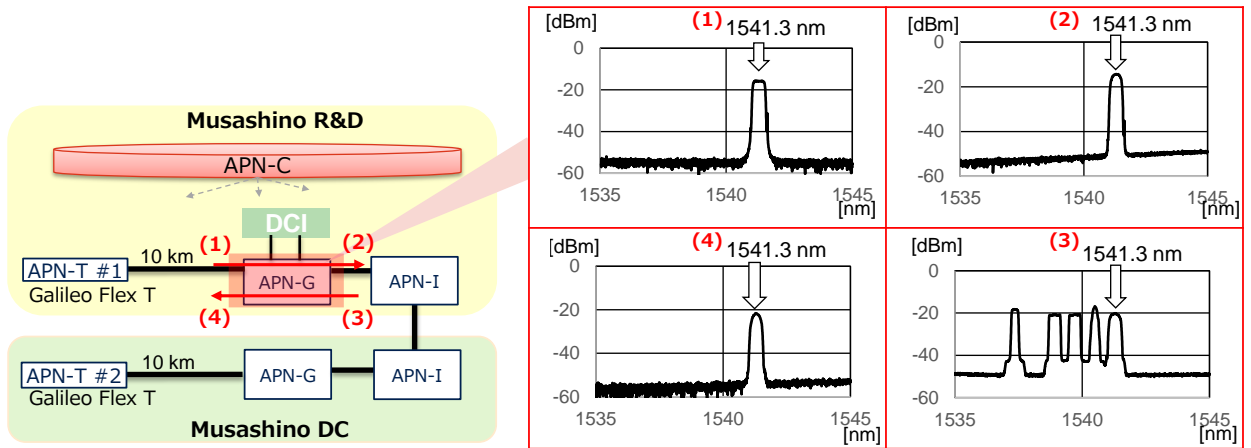 Musashino R&D
APN-C
DCI
(1)
(2)
10 km
APN-T #1
Galileo Flex T
APN-G
APN-I
(4)
(3)
10 km
APN-T #2
Galileo Flex T
APN-G
APN-I
Musashino DC
[dBm]
(1)
1541.3 nm
0
-20
-40
-60
1535
1540
1545
[nm]
[dBm]
(2)
1541.3 nm
0
-20
-40
-60
1535
1540
1545
[nm]
[dBm]
(4)
1541.3 nm
0
-20
-40
-60
1535
1540
1545
[nm]
[dBm]
(3)
1541.3 nm
0
-20
-40
-60
1535
1540
1545
[nm]